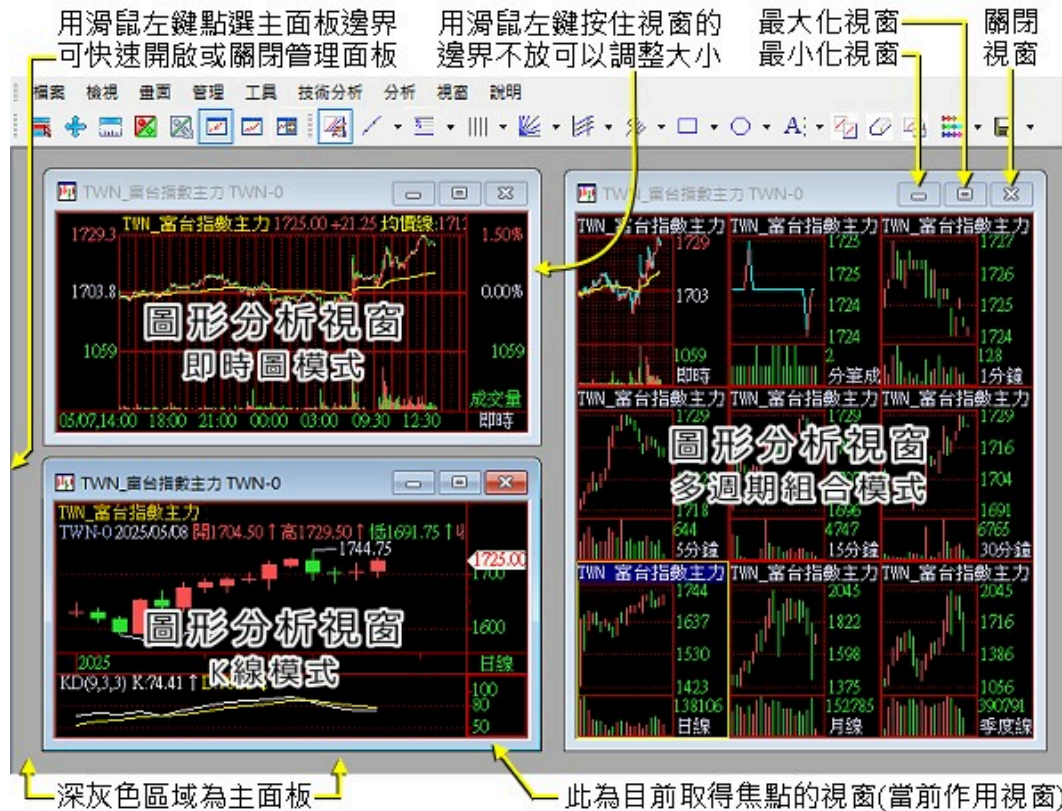 用滑鼠左鍵點選主面板邊界
可快速開啟或關閉管理面板
用滑鼠左鍵按住視窗的
邊界不放可以調整大小
最大化視窗
最小化視窗
關閉
視窗
檔案 檢視 畫面 管理 工具 技術分析 分析 視窗 說明
TWN_富台指數主力 TWN-0
TWN_富台指數主力 1725.00 +21.25 均價線:171
1729.3
1.50%
1703.8
0.00%
圖形分析視窗
即時圖模式
1059
1059
成交量
05/07,14:00 18:00 21:00 00:00 03:00 09:30 12:30 即時
TWN_富台指數主力 TWN-0
TWN_富台指數主力
TWN-0 2025/05/08 開1704.50↑高1729.50↑低1691.75↑
1744.75
1725.00
1700
1600
圖形分析視窗
K線模式
2025
日線
KD(9,3,3) K:74.41↑
100
80
50
TWN_富台指數主力 TWN-0
TWN_富台指數主力 TWN_富台指數主力 TWN_富台指數主力
1729
1703
1059
即時
1725
1725
1724
1724
2
分筆成
1727
1726
1725
1724
128
1分鐘
TWN_富台指數主力 TWN_富台指數主力 TWN_富台指數主力
圖形分析視窗
多週期組合模式
1729
1718
644
5分鐘
1729
1696
4747
15分鐘
1729
1716
1704
1691
6765
30分鐘
TWN_富台指數主力 TWN_富台指數主力 TWN_富台指數主力
1744
1637
1530
1423
138106
日線
2045
1822
1598
1375
152785
月線
2045
1716
1386
1056
390791
季度線
深灰色區域為主面板
此為目前取得焦點的視窗(當前作用視窗)